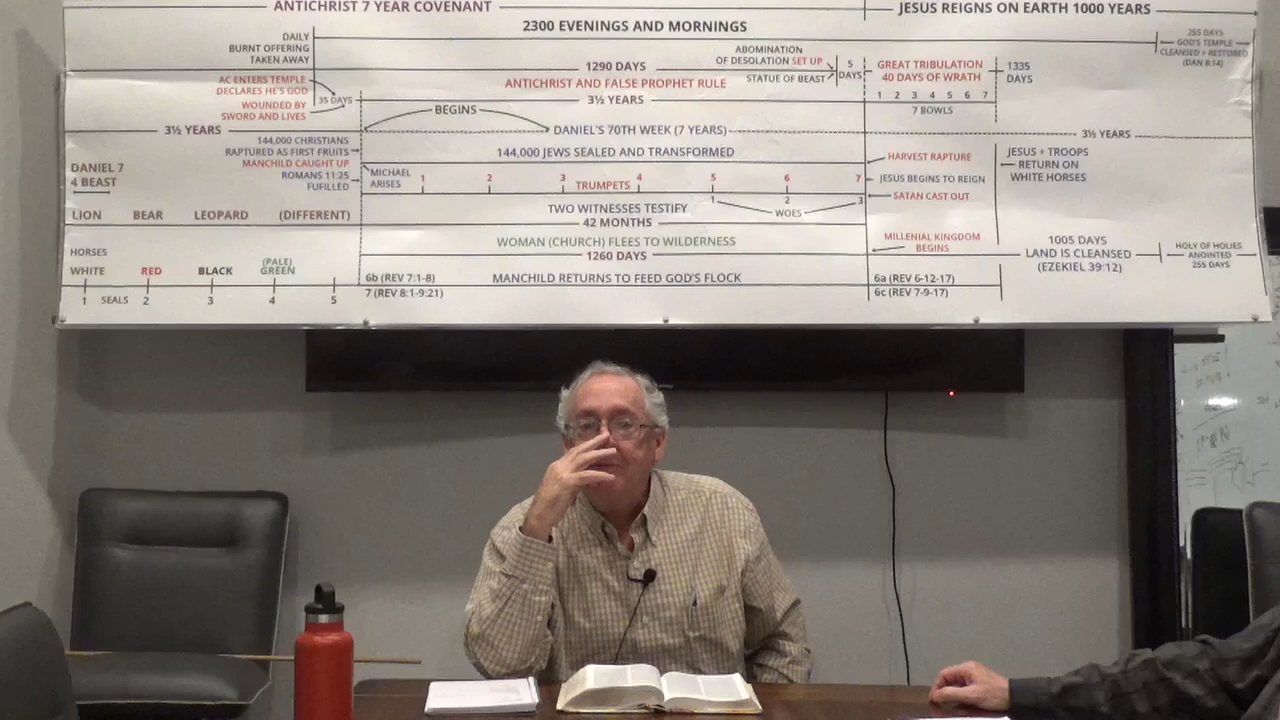 ANTICHRIST 7 YEAR COVENANT
JESUS REIGNS ON EARTH 1000 YEARS
2300 EVENINGS AND MORNINGS
DAILY
BURNT OFFERING
TAKEN AWAY
255 DAYS
GOD'S TEMPLE
CLEANSED + RESTORED
(DAN 8:14)
ABOMINATION
OF DESOLATION SET UP
STATUE OF BEAST
5
DAYS
1290 DAYS
GREAT TRIBULATION
40 DAYS OF WRATH
1335
DAYS
AC ENTERS TEMPLE
DECLARES HE'S GOD
WOUNDED BY
SWORD AND LIVES
35 DAYS
ANTICHRIST AND FALSE PROPHET RULE
3½ YEARS
1 2 3 4 5 6 7
7 BOWLS
BEGINS
3½ YEARS
DANIEL'S 70TH WEEK (7 YEARS)
3½ YEARS
144,000 CHRISTIANS
RAPTURED AS FIRST FRUITS
MANCHILD CAUGHT UP
ROMANS 11:25
FUFILLED
144,000 JEWS SEALED AND TRANSFORMED
HARVEST RAPTURE
JESUS + TROOPS
RETURN ON
WHITE HORSES
DANIEL 7
4 BEAST
MICHAEL
ARISES
1 2 3 4 5 6 7
TRUMPETS
JESUS BEGINS TO REIGN
SATAN CAST OUT
1 2 3
WOES
LION BEAR LEOPARD (DIFFERENT)
TWO WITNESSES TESTIFY
42 MONTHS
WOMAN (CHURCH) FLEES TO WILDERNESS
1260 DAYS
MILLENIAL KINGDOM
BEGINS
1005 DAYS
LAND IS CLEANSED
(EZEKIEL 39:12)
HOLY OF HOLIES
ANOINTED
255 DAYS
HORSES
WHITE RED BLACK (PALE)
GREEN
1 SEALS 2 3 4 5
6b (REV 7:1-8)
7 (REV 8:1-9:21)
MANCHILD RETURNS TO FEED GOD'S FLOCK
6a (REV 6-12-17)
6c (REV 7-9-17)